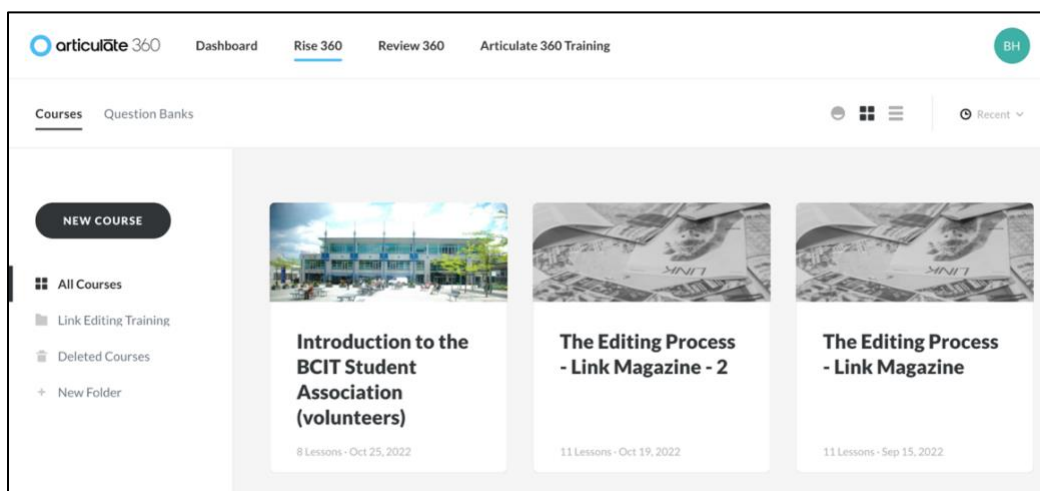 articulate 360
Dashboard
Rise 360
Review 360
Articulate 360 Training
BH
Courses
Question Banks
Recent
NEW COURSE
All Courses
Link Editing Training
Deleted Courses
+ New Folder
Introduction to the
BCIT Student
Association
(volunteers)
8 Lessons · Oct 25, 2022
LINK
The Editing Process
- Link Magazine - 2
11 Lessons · Oct 19, 2022
LINK
The Editing Process
- Link Magazine
11 Lessons · Sep 15, 2022